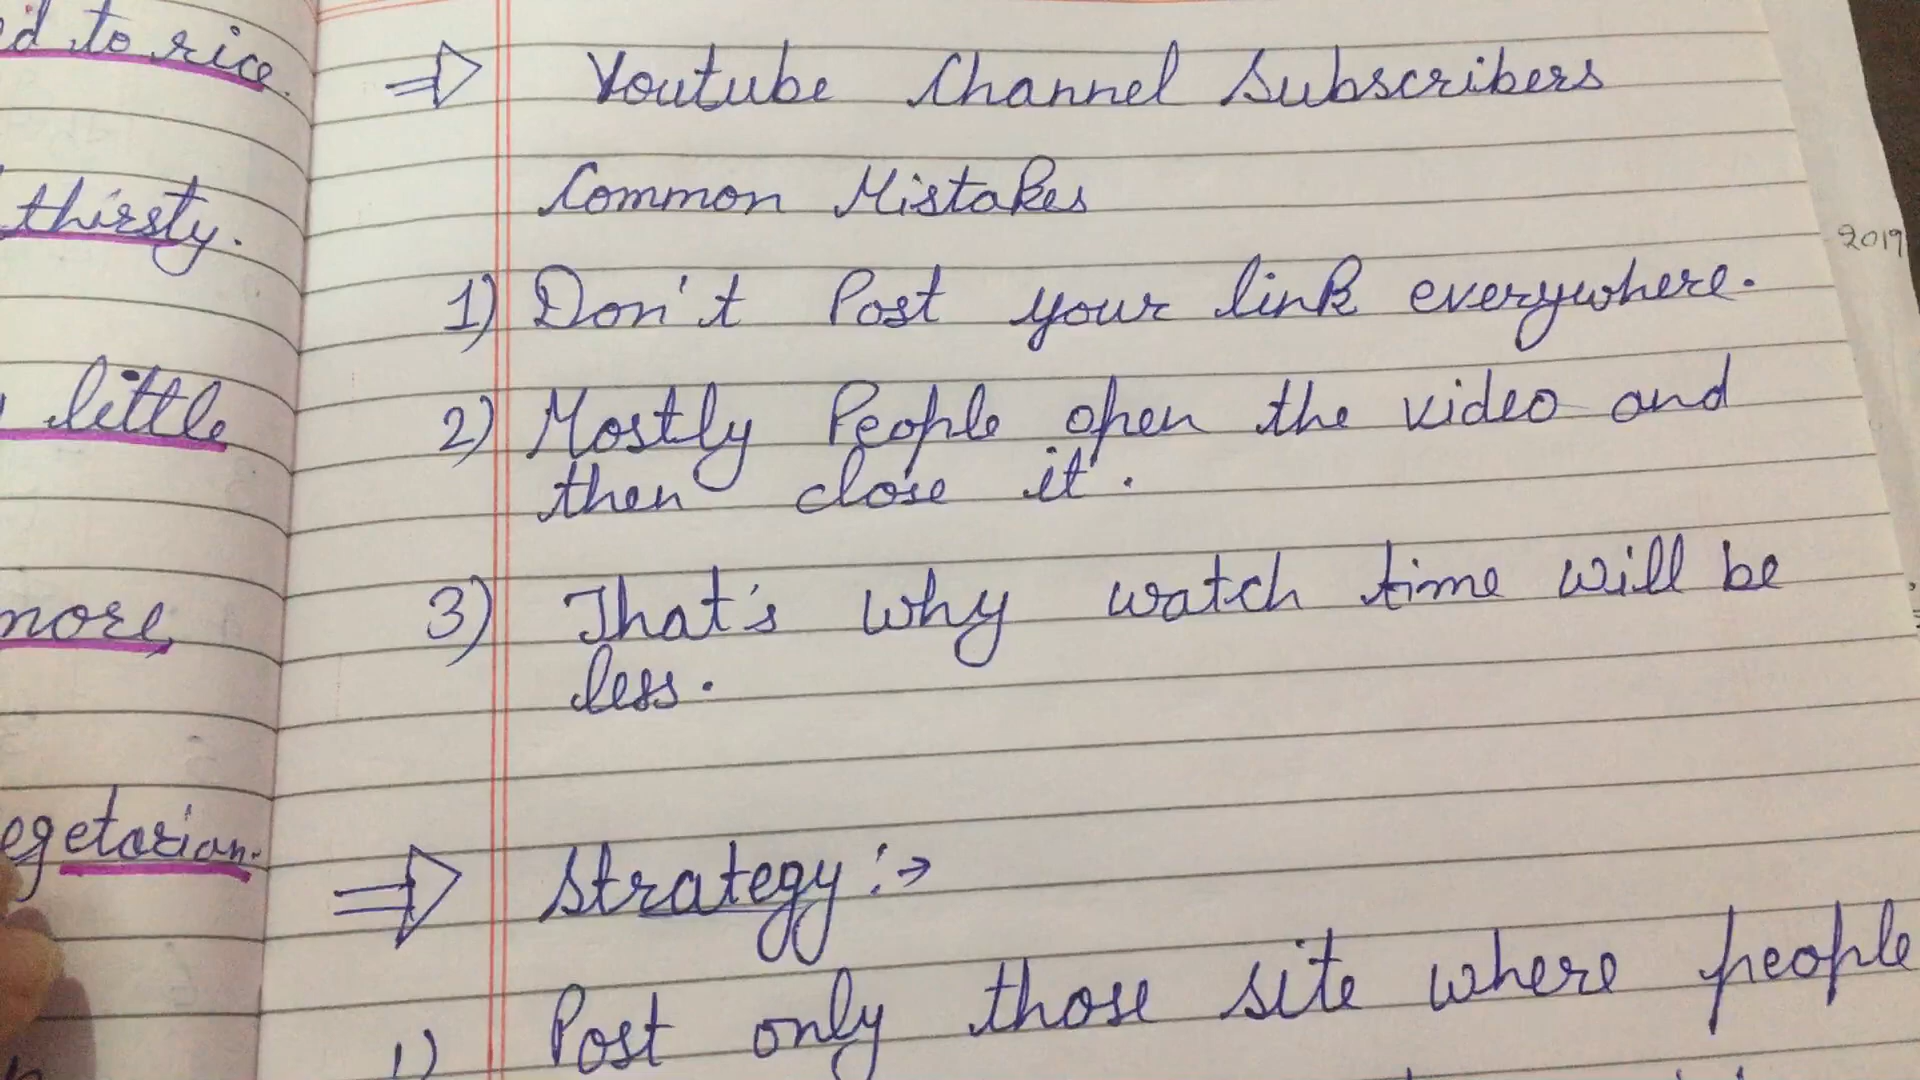 d to rice.
thirsty.
little
more
egetarian.
⇒ Youtube Channel Subscribers
Common Mistakes
1) Don't Post your link everywhere.
2) Mostly People open the video and
then close it.
3) That's why watch time will be
less.
⇒ Strategy :→
1) Post only those site where people
2019